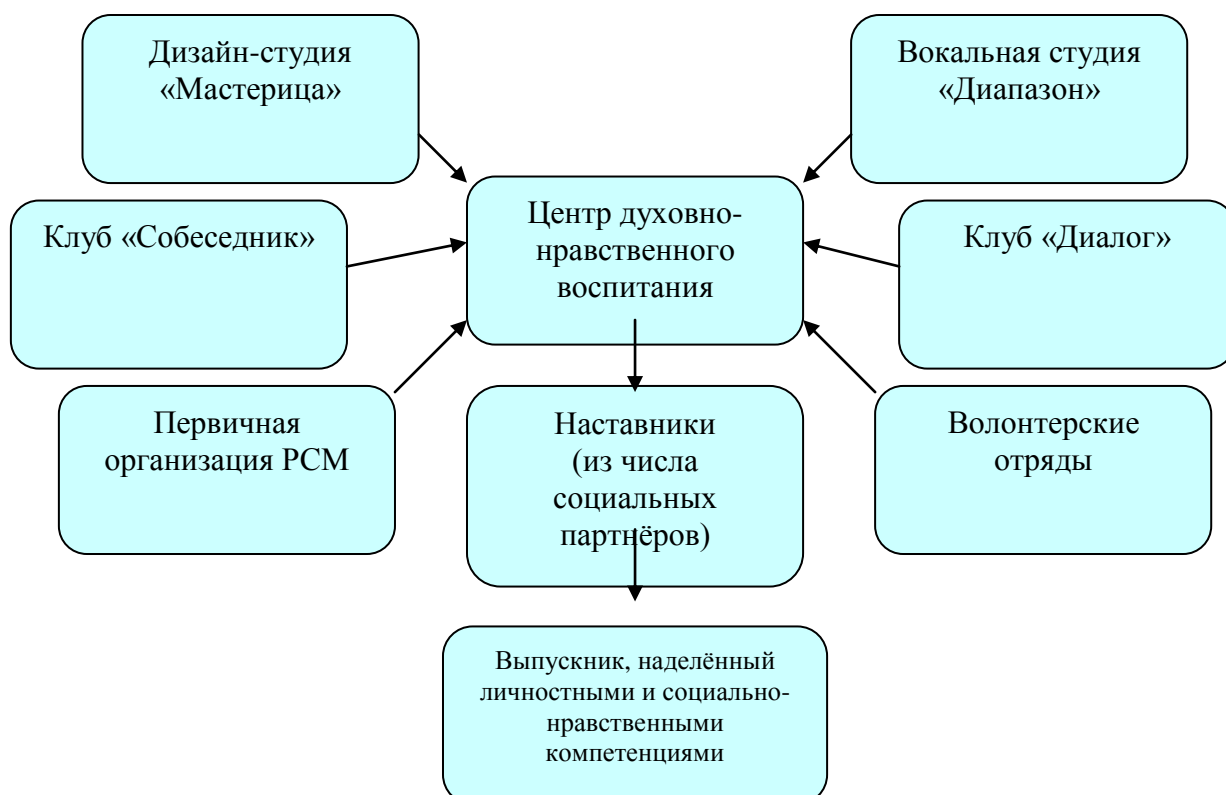 Дизайн-студия
«Мастерица»
Вокальная студия
«Диапазон»
Центр духовно-
нравственного
воспитания
Клуб «Собеседник»
Клуб «Диалог»
Первичная
организация РСМ
Наставники
(из числа
социальных
партнёров)
Волонтерские
отряды
Выпускник, наделённый
личностными и социально-
нравственными
компетенциями